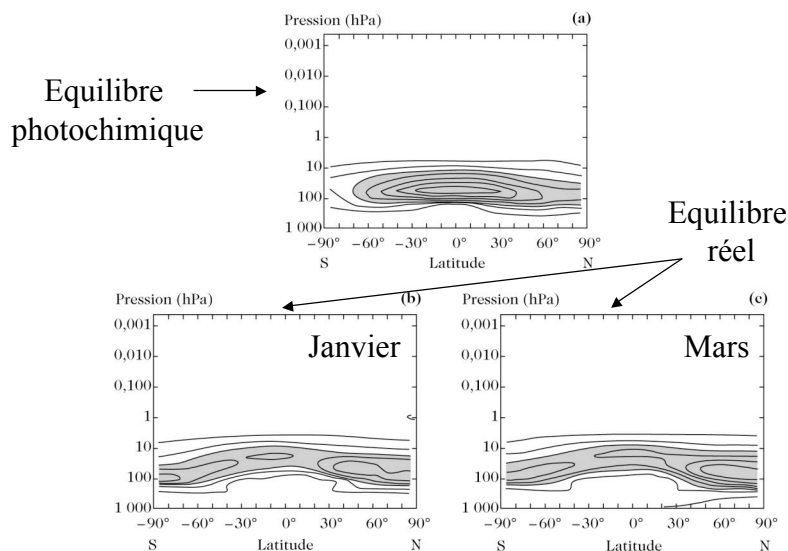 Pression (hPa) (a)
0,001
0,010
0,100
1
10
100
1 000
−90° −60° −30° 0° 30° 60° 90°
S Latitude N
Equilibre
photochimique
Equilibre
réel
Pression (hPa) (b)
Janvier
0,001
0,010
0,100
1
10
100
1 000
−90° −60° −30° 0° 30° 60° 90°
S Latitude N
Pression (hPa) (c)
Mars
0,001
0,010
0,100
1
10
100
1 000
−90° −60° −30° 0° 30° 60° 90°
S Latitude N